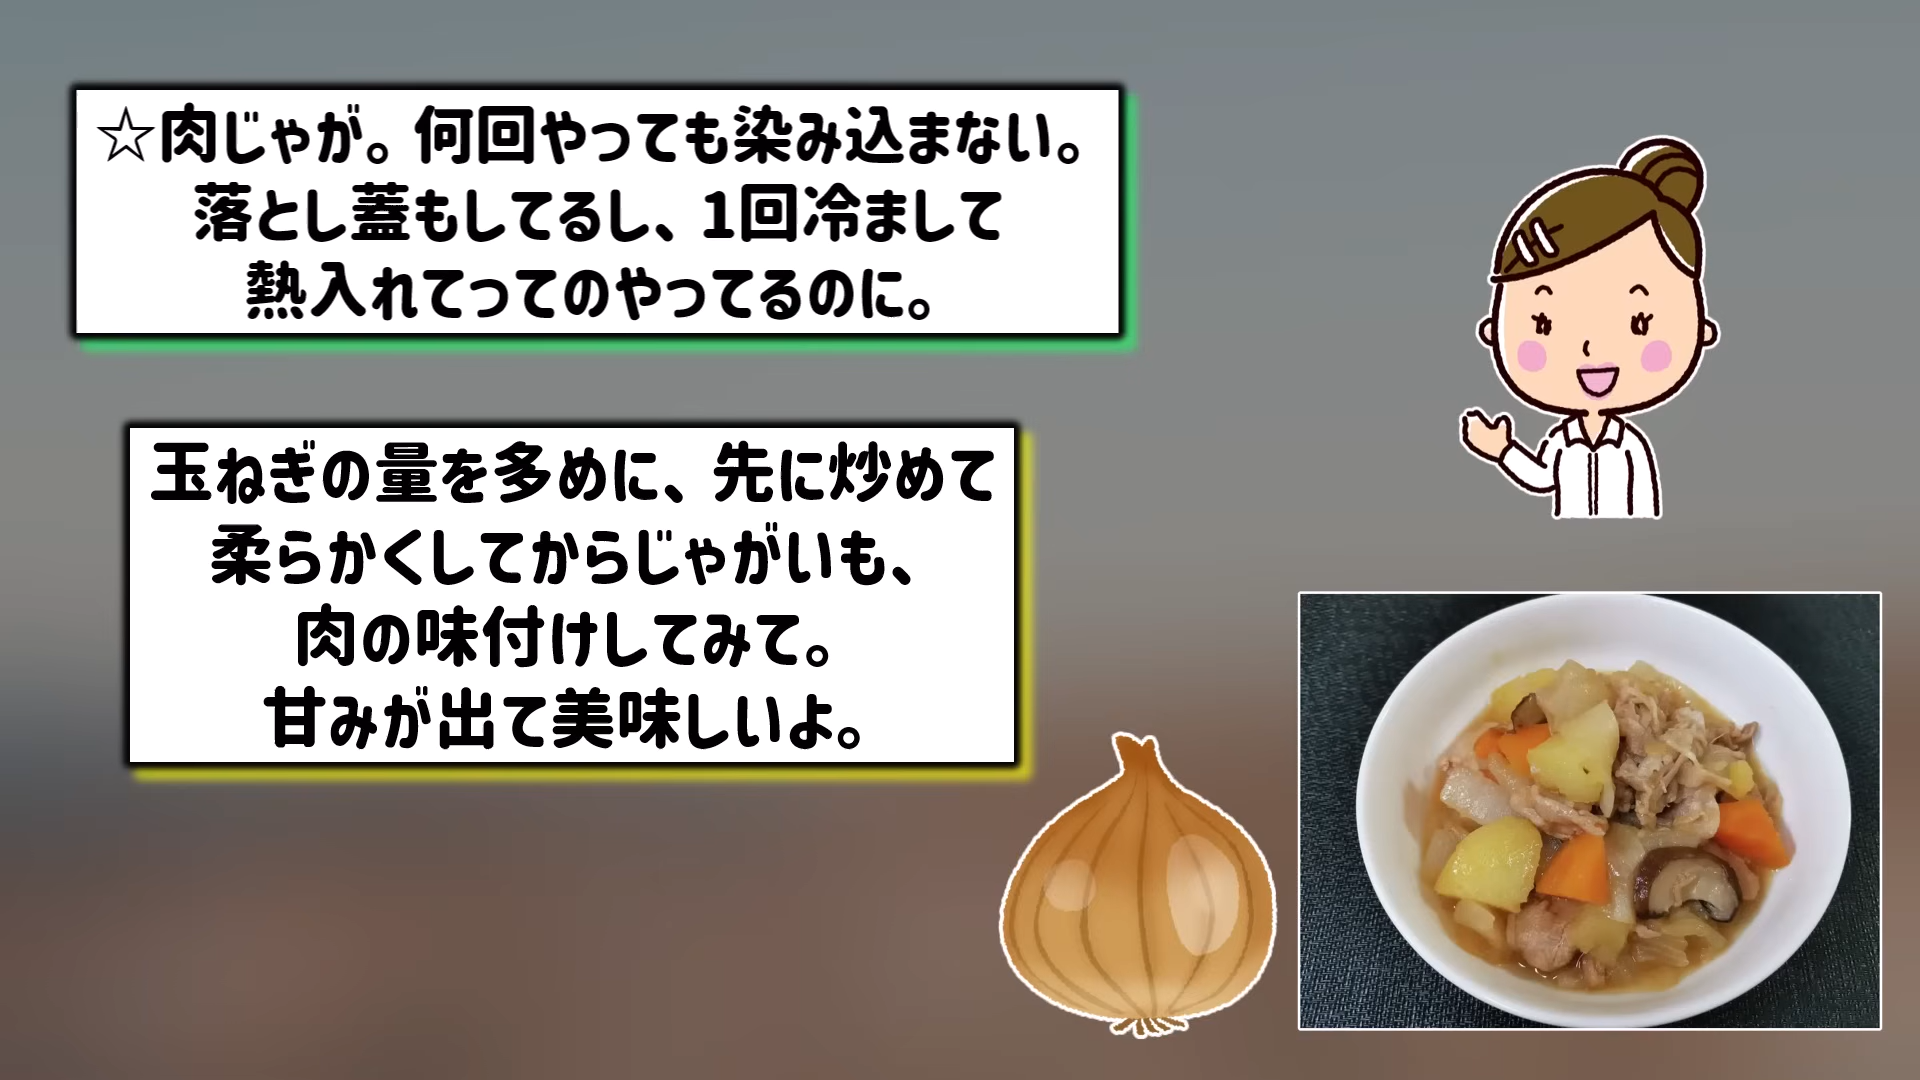 ☆肉じゃが。何回やっても染み込まない。
落とし蓋もしてるし、1回冷まして
熱入れてってのやってるのに。
玉ねぎの量を多めに、先に炒めて
柔らかくしてからじゃがいも、
肉の味付けしてみて。
甘みが出て美味しいよ。